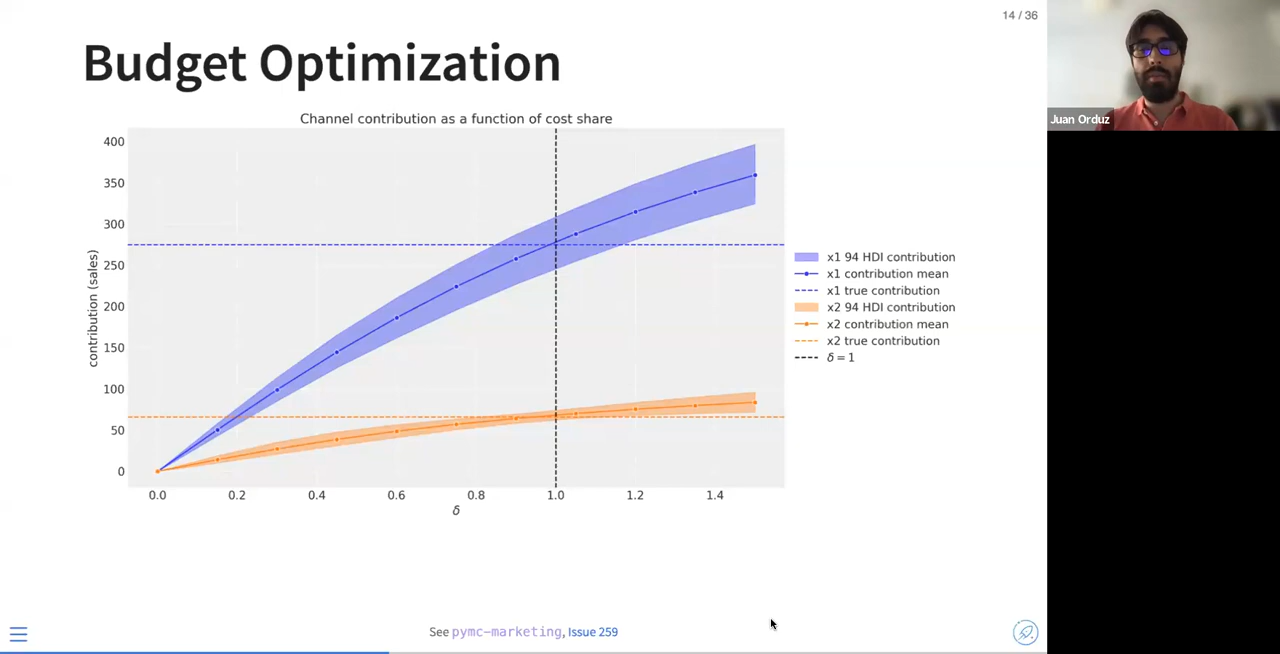 14 / 36
Budget Optimization
Juan Orduz
Channel contribution as a function of cost share
400
350
300
250
200
150
100
50
0
contribution (sales)
0.0 0.2 0.4 0.6 0.8 1.0 1.2 1.4
δ
x1 94 HDI contribution
x1 contribution mean
x1 true contribution
x2 94 HDI contribution
x2 contribution mean
x2 true contribution
δ = 1
See pymc-marketing, Issue 259